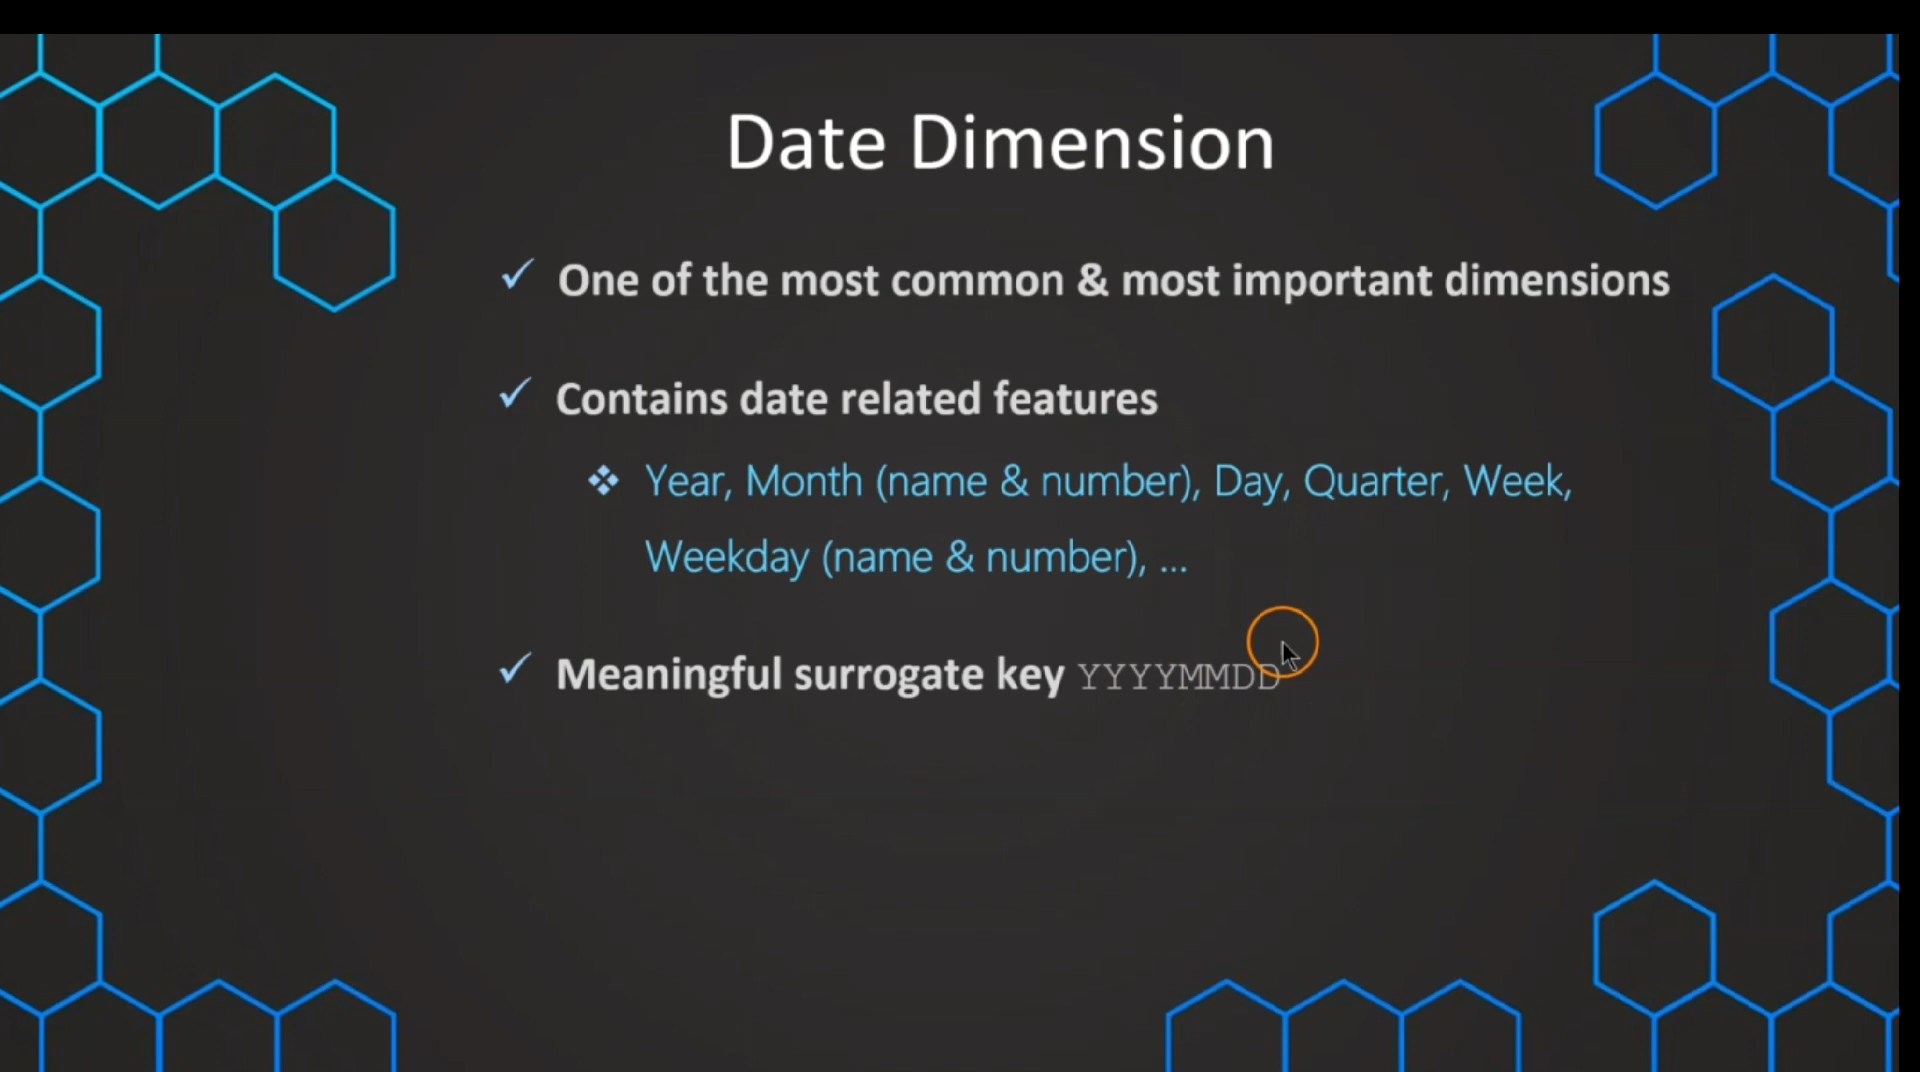 Date Dimension
One of the most common & most important dimensions
Contains date related features
Year, Month (name & number), Day, Quarter, Week,
Weekday (name & number), ...
Meaningful surrogate key YYYYMMDD